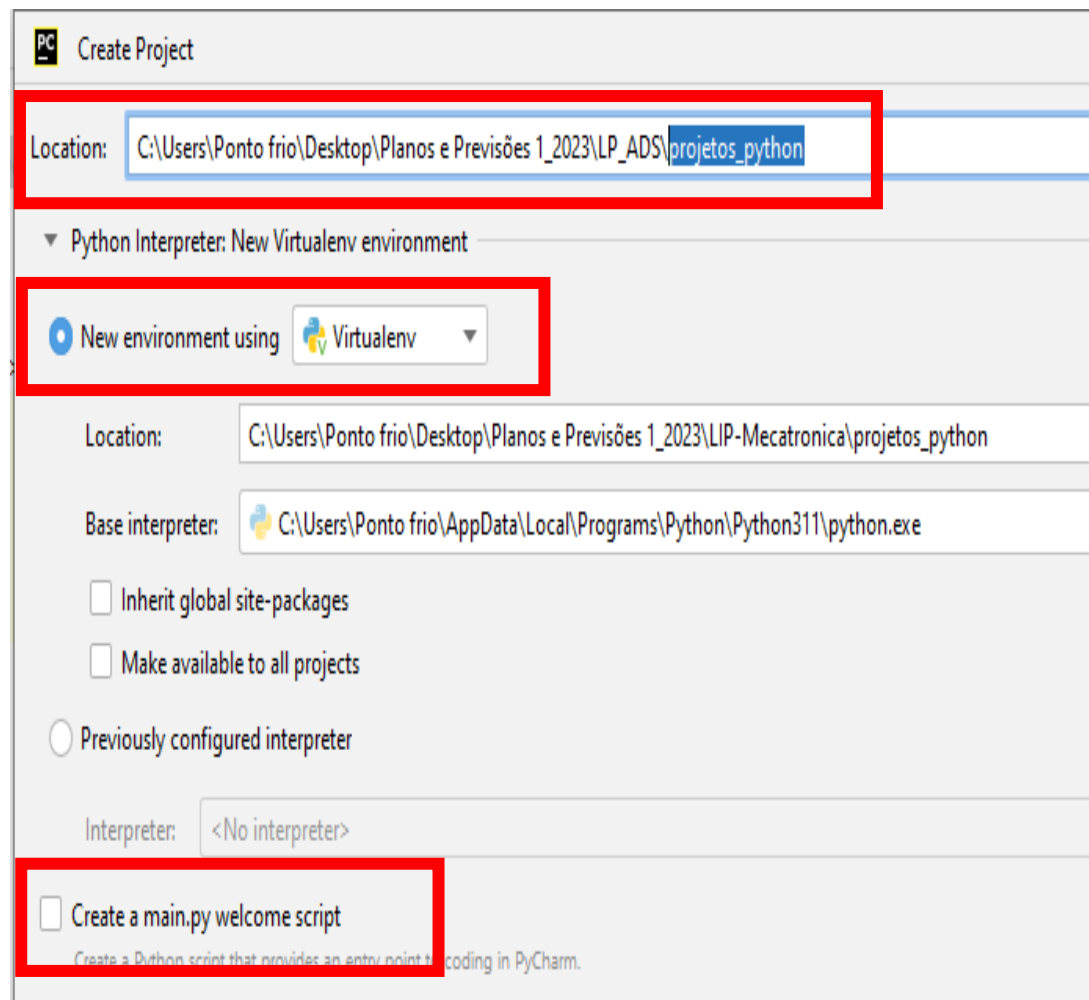 PC
Create Project
Location: C:\Users\Ponto frio\Desktop\Planos e Previsões 1_2023\LP_ADS\projetos_python
Python Interpreter: New Virtualenv environment
New environment using Virtualenv
Location: C:\Users\Ponto frio\Desktop\Planos e Previsões 1_2023\LIP-Mecatronica\projetos_python
Base interpreter: C:\Users\Ponto frio\AppData\Local\Programs\Python\Python311\python.exe
Inherit global site-packages
Make available to all projects
Previously configured interpreter
Interpreter: <No interpreter>
Create a main.py welcome script
Create a Python script that provides an entry point to coding in PyCharm.